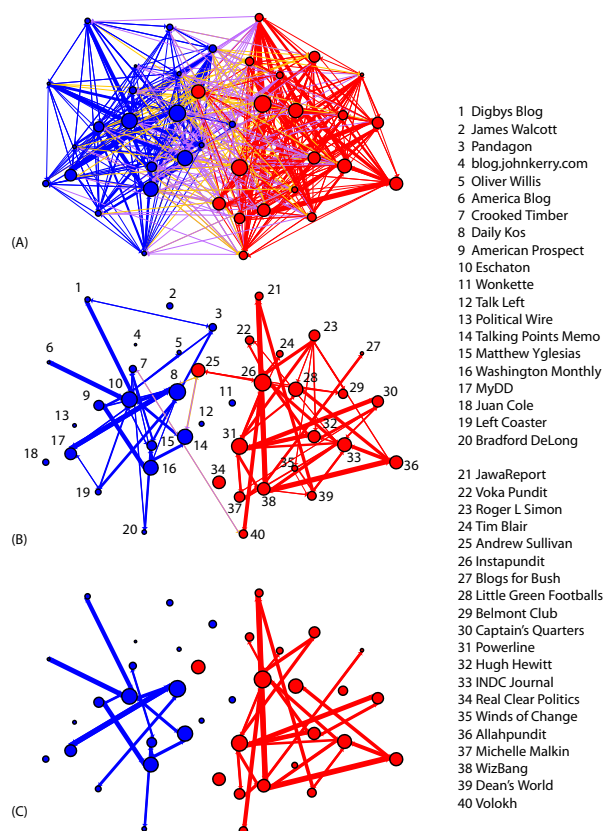 (A)
1 Digbys Blog
2 James Walcott
3 Pandagon
4 blog.johnkerry.com
5 Oliver Willis
6 America Blog
7 Crooked Timber
8 Daily Kos
9 American Prospect
10 Eschaton
11 Wonkette
12 Talk Left
13 Political Wire
14 Talking Points Memo
15 Matthew Yglesias
16 Washington Monthly
17 MyDD
18 Juan Cole
19 Left Coaster
20 Bradford DeLong
21 JawaReport
22 Voka Pundit
23 Roger L Simon
24 Tim Blair
25 Andrew Sullivan
26 Instapundit
27 Blogs for Bush
28 Little Green Footballs
29 Belmont Club
30 Captain's Quarters
31 Powerline
32 Hugh Hewitt
33 INDC Journal
34 Real Clear Politics
35 Winds of Change
36 Allahpundit
37 Michelle Malkin
38 WizBang
39 Dean's World
40 Volokh
1
2
3
4
5
6
7
8
9
10
11
12
13
14
15
16
17
18
19
20
21
22
23
24
25
26
27
28
29
30
31
32
33
34
35
36
37
38
39
40
(B)
(C)